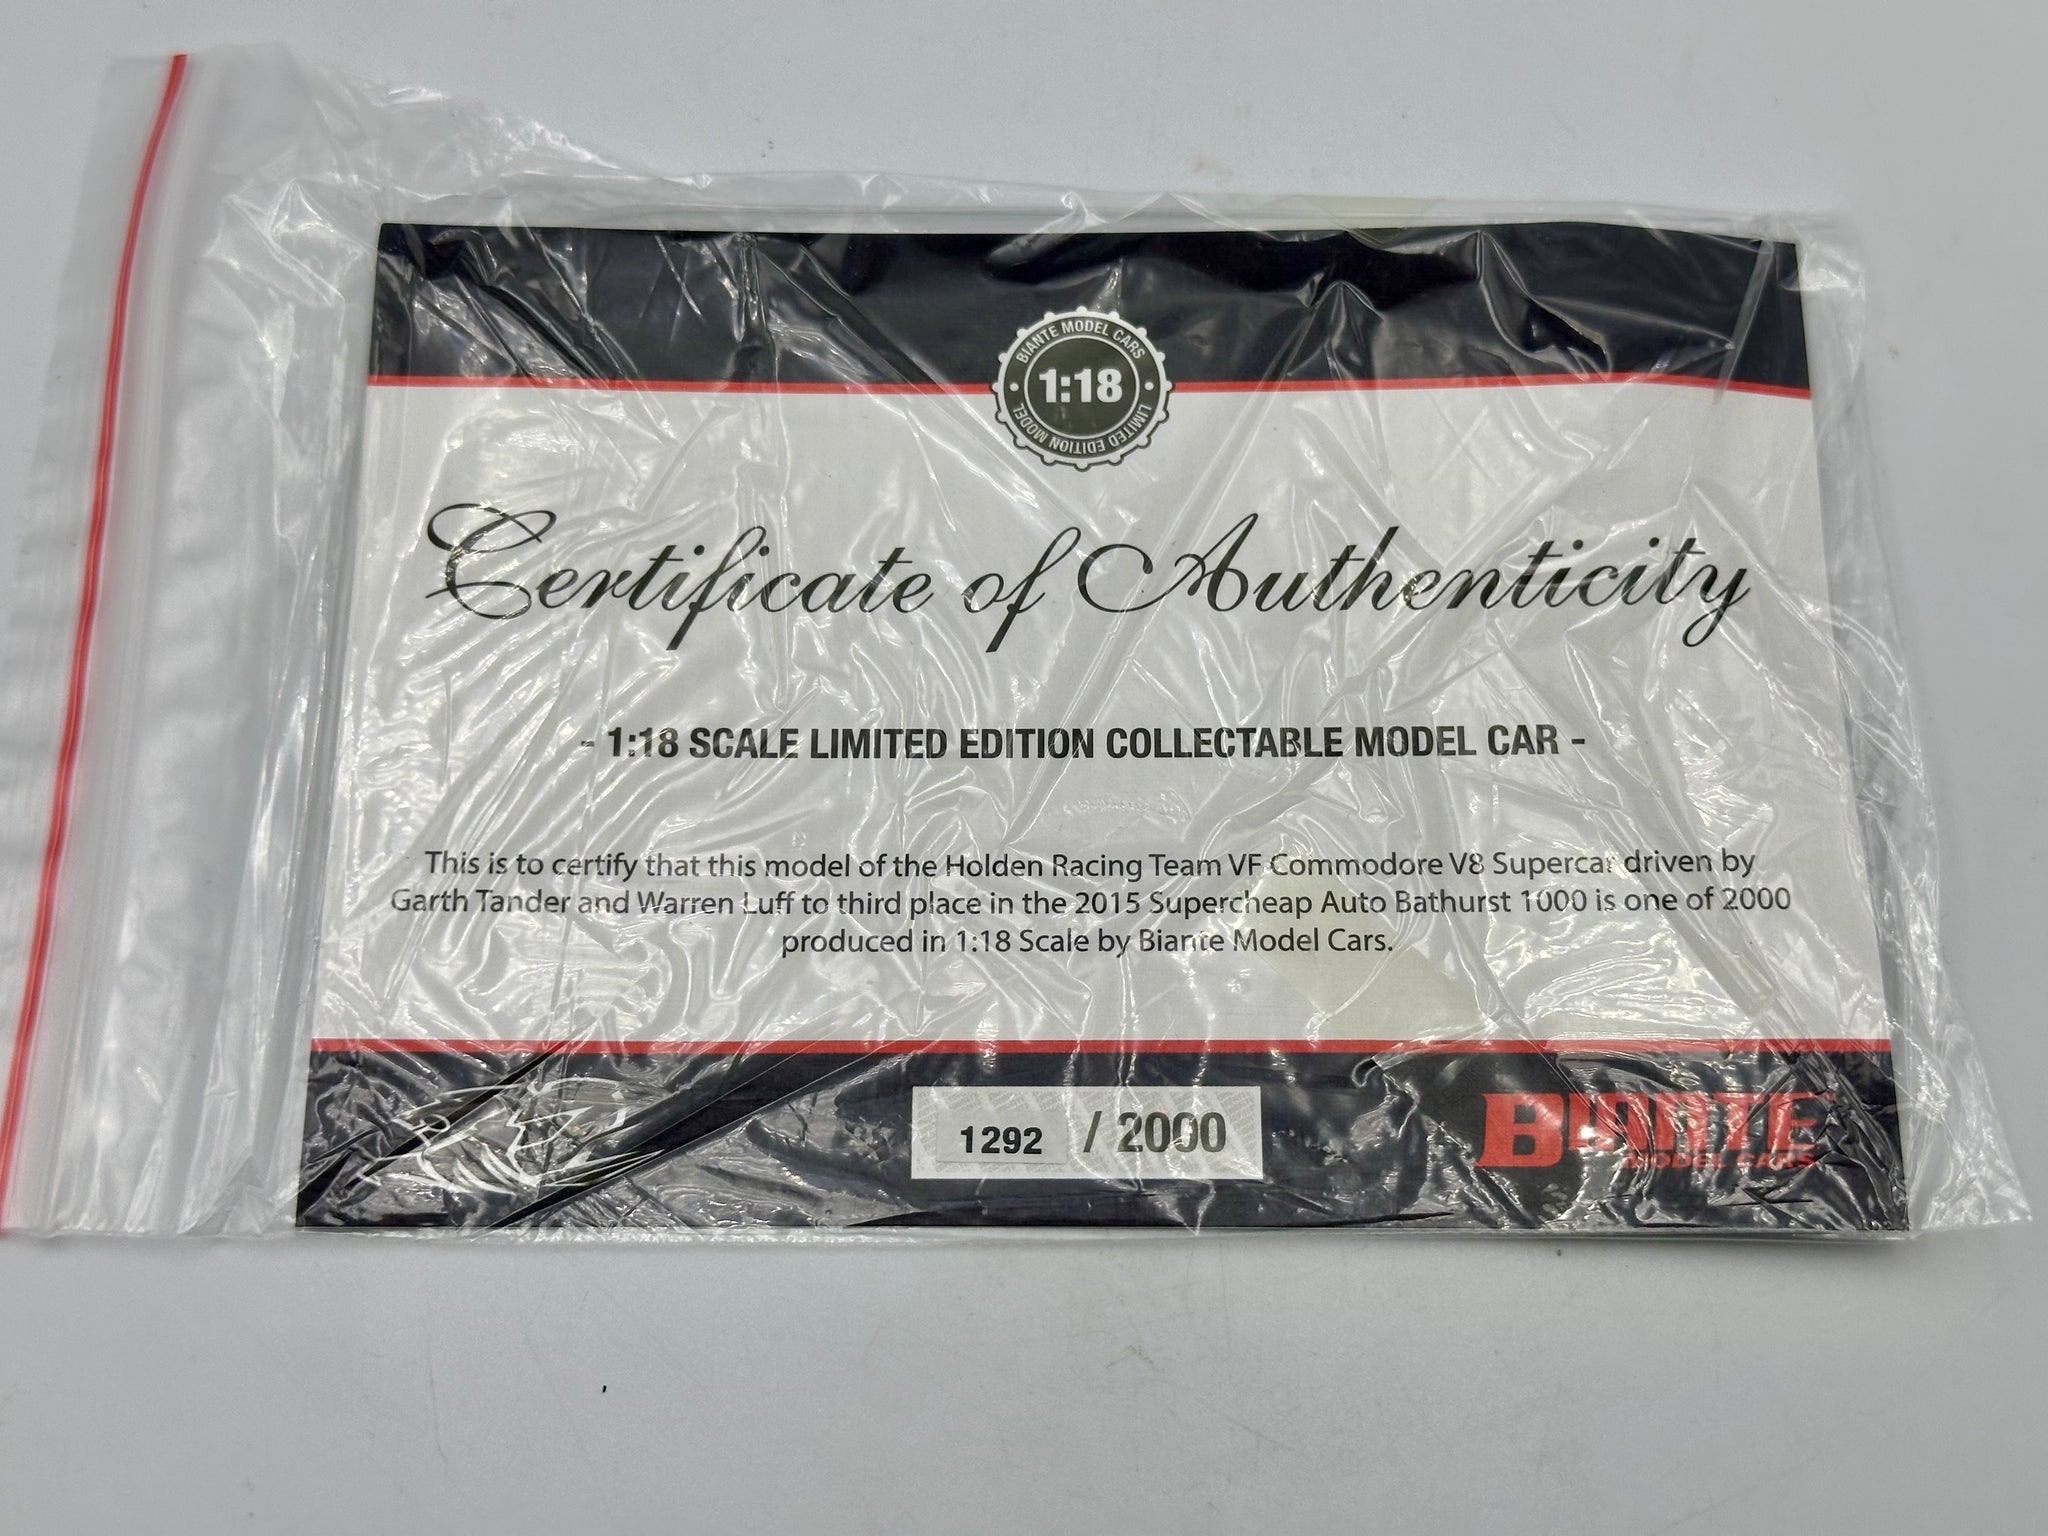 BIANTE MODEL CARS
1:18
LIMITED EDITION MODEL
Certificate of Authenticity
- 1:18 SCALE LIMITED EDITION COLLECTABLE MODEL CAR -
This is to certify that this model of the Holden Racing Team VF Commodore V8 Supercar driven by
Garth Tander and Warren Luff to third place in the 2015 Supercheap Auto Bathurst 1000 is one of 2000
produced in 1:18 Scale by Biante Model Cars.
1292 / 2000
BIANTE
MODEL CARS